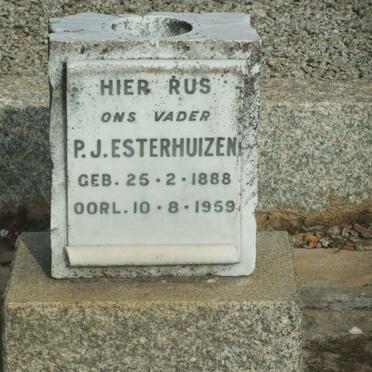 HIER RUS
ONS VADER
P.J. ESTERHUIZEN
GEB. 25·2·1888
OORL. 10·8·1959